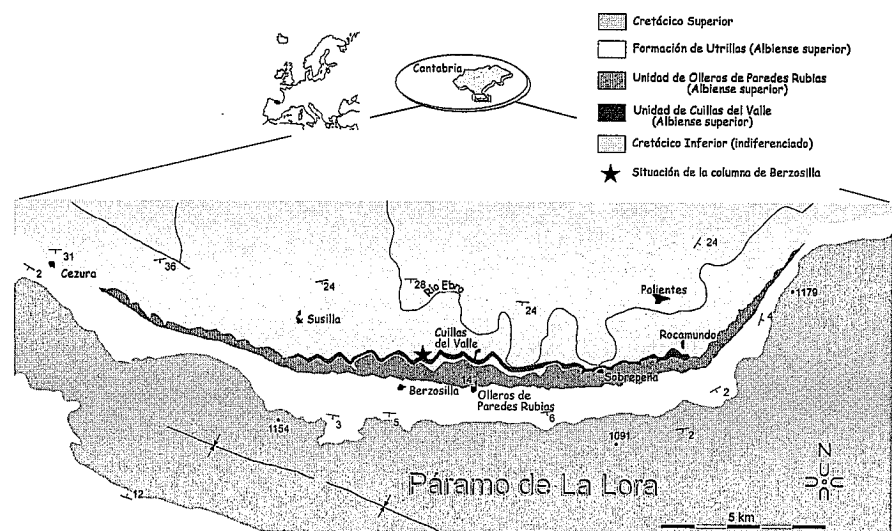 Cantabria
Cretácico Superior
Formación de Utrillas (Albiense superior)
Unidad de Olleros de Paredes Rubias
(Albiense superior)
Unidad de Cuillas del Valle
(Albiense superior)
Cretácico Inferior (indiferenciado)
Situación de la columna de Berzosilla
31
2
Cezura
36
24
Susilla
28
Río Ebro
24
24
Polientes
1179
4
Cuillas
del Valle
Rocamundo
Sobrepeña
14
Berzosilla
Olleros de
Paredes Rubias
2
1154
3
5
6
1091
2
12
Páramo de La Lora
N
5 km